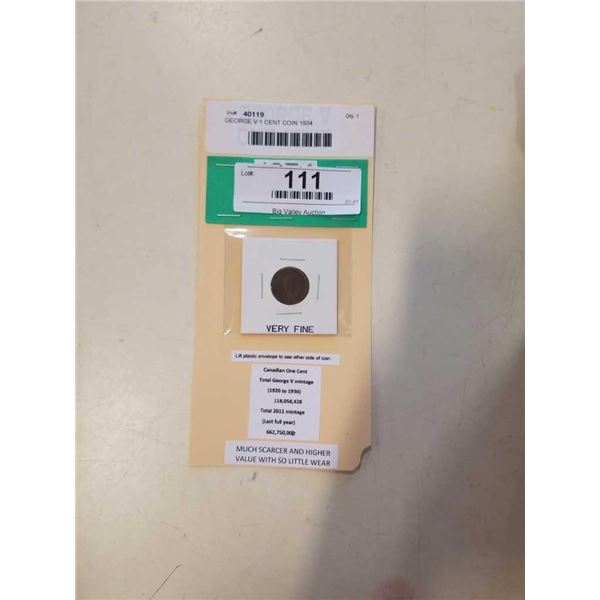 Inv#: 40119 Qty: 1
GEORGE V 1 CENT COIN 1934
Lot#: 111
Big Valley Auction
VERY FINE
Lift plastic envelope to see other side of coin.
Canadian One Cent
Total George V mintage
(1920 to 1936)
118,058,428
Total 2011 mintage
(Last full year)
662,750,000
MUCH SCARCER AND HIGHER
VALUE WITH SO LITTLE WEAR